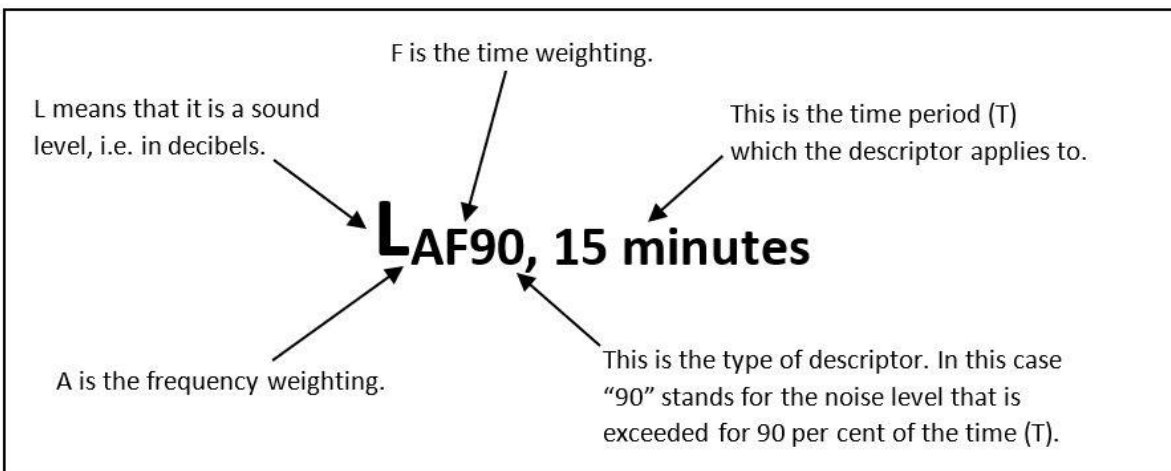 F is the time weighting.
L means that it is a sound
level, i.e. in decibels.
This is the time period (T)
which the descriptor applies to.
LAF90, 15 minutes
A is the frequency weighting.
This is the type of descriptor. In this case
“90” stands for the noise level that is
exceeded for 90 per cent of the time (T).